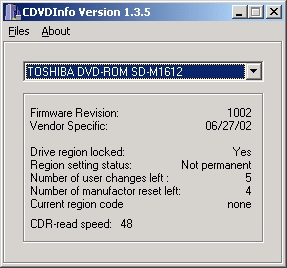 CDVDInfo Version 1.3.5
Files About
TOSHIBA DVD-ROM SD-M1612
Firmware Revision: 1002
Vendor Specific: 06/27/02
Drive region locked: Yes
Region setting status: Not permanent
Number of user changes left : 5
Number of manufactor reset left: 4
Current region code none
CDR-read speed: 48